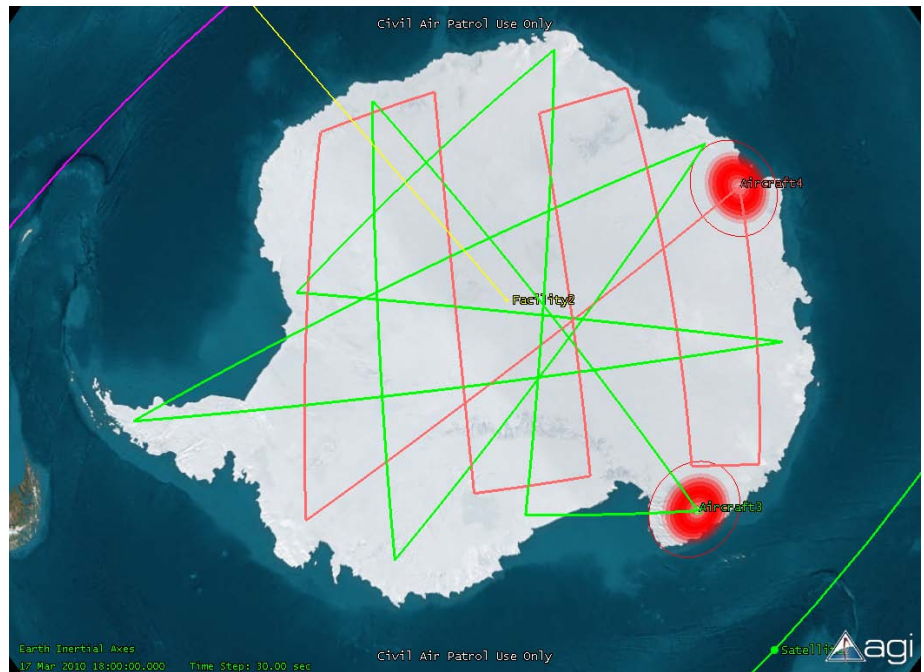 Civil Air Patrol Use Only
Aircraft4
Facility2
Aircraft3
Earth Inertial Axes
17 Mar 2010 18:00:00.000 Time Step: 30.00 sec
Civil Air Patrol Use Only
agi